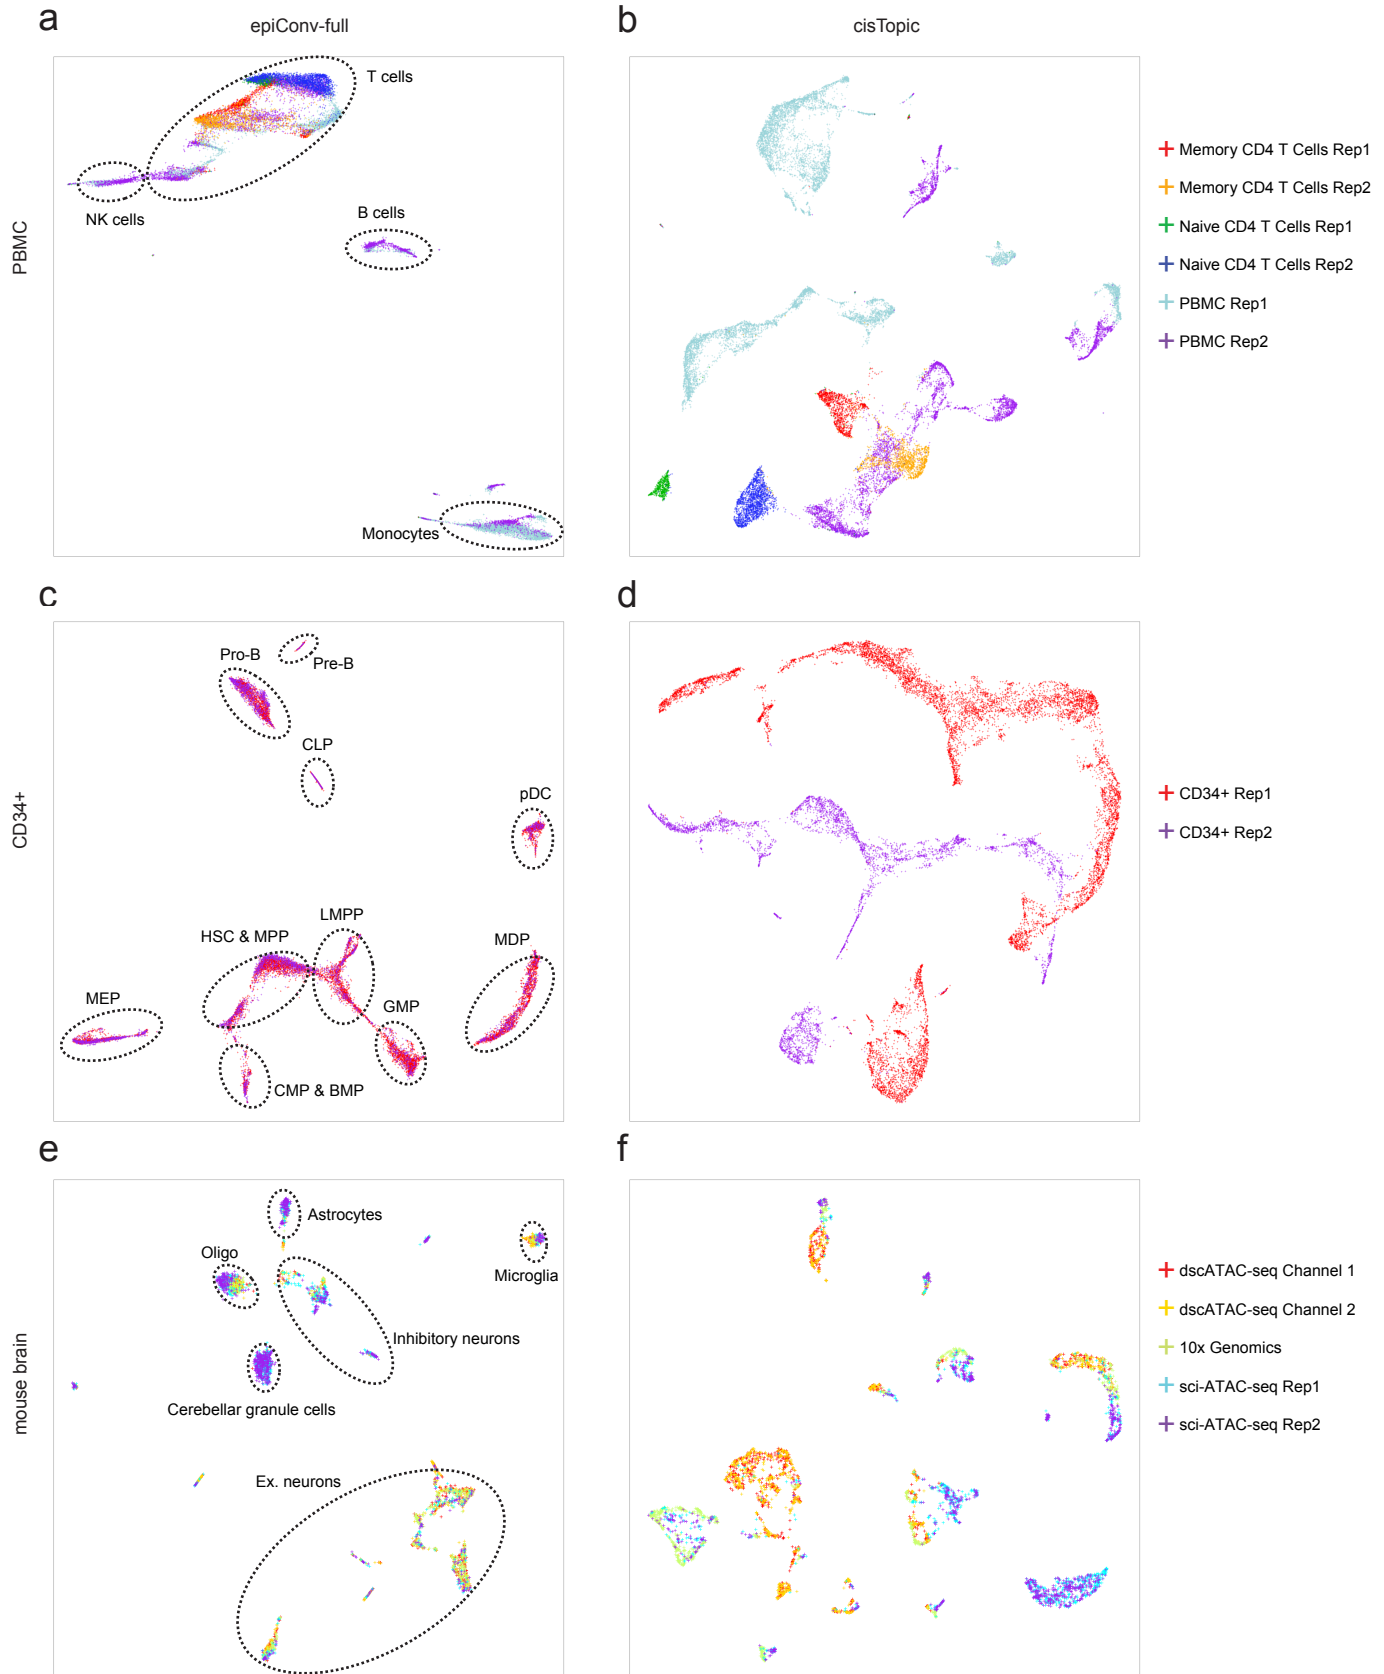 a
epiConv-full
b
cisTopic
PBMC
T cells
NK cells
B cells
Monocytes
Memory CD4 T Cells Rep1
Memory CD4 T Cells Rep2
Naive CD4 T Cells Rep1
Naive CD4 T Cells Rep2
PBMC Rep1
PBMC Rep2
c
d
CD34+
Pro-B
Pre-B
CLP
pDC
LMPP
HSC & MPP
MDP
MEP
GMP
CMP & BMP
CD34+ Rep1
CD34+ Rep2
e
f
mouse brain
Astrocytes
Oligo
Microglia
Inhibitory neurons
Cerebellar granule cells
Ex. neurons
dscATAC-seq Channel 1
dscATAC-seq Channel 2
10x Genomics
sci-ATAC-seq Rep1
sci-ATAC-seq Rep2